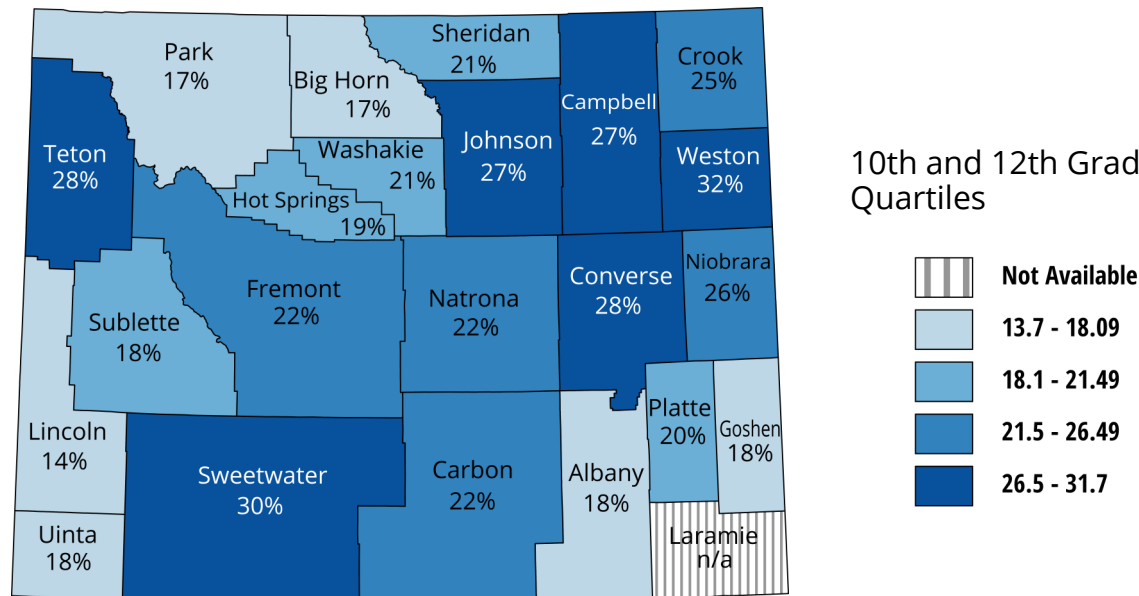 Park
17%
Big Horn
17%
Sheridan
21%
Campbell
27%
Crook
25%
Teton
28%
Washakie
21%
Johnson
27%
Weston
32%
Hot Springs
19%
Fremont
22%
Natrona
22%
Converse
28%
Niobrara
26%
Sublette
18%
Lincoln
14%
Sweetwater
30%
Carbon
22%
Albany
18%
Platte
20%
Goshen
18%
Uinta
18%
Laramie
n/a
10th and 12th Grad
Quartiles
Not Available
13.7 - 18.09
18.1 - 21.49
21.5 - 26.49
26.5 - 31.7